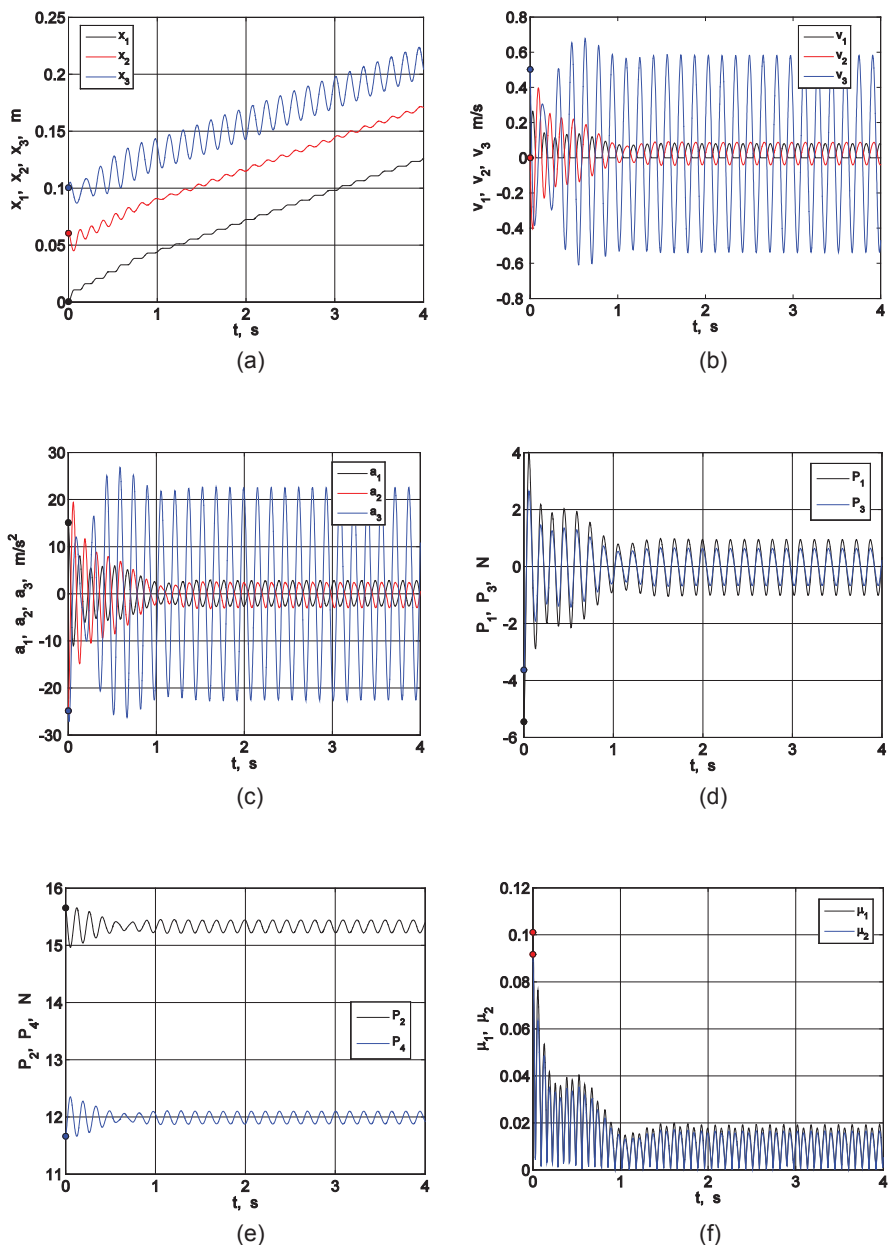 0.25
0.2
0.15
0.1
0.05
0
x₁, x₂, x₃, m
x₁
x₂
x₃
0 1 2 3 4
t, s
(a)
0.8
0.6
0.4
0.2
0
-0.2
-0.4
-0.6
-0.8
v₁, v₂, v₃ m/s
v₁
v₂
v₃
0 1 2 3 4
t, s
(b)
30
20
10
0
-10
-20
-30
a₁, a₂, a₃, m/s²
a₁
a₂
a₃
0 1 2 3 4
t, s
(c)
4
2
0
-2
-4
-6
P₁, P₃, N
P₁
P₃
0 1 2 3 4
t, s
(d)
16
15
14
13
12
11
P₂, P₄, N
P₂
P₄
0 1 2 3 4
t, s
(e)
0.12
0.1
0.08
0.06
0.04
0.02
0
μ₁, μ₂
μ₁
μ₂
0 1 2 3 4
t, s
(f)